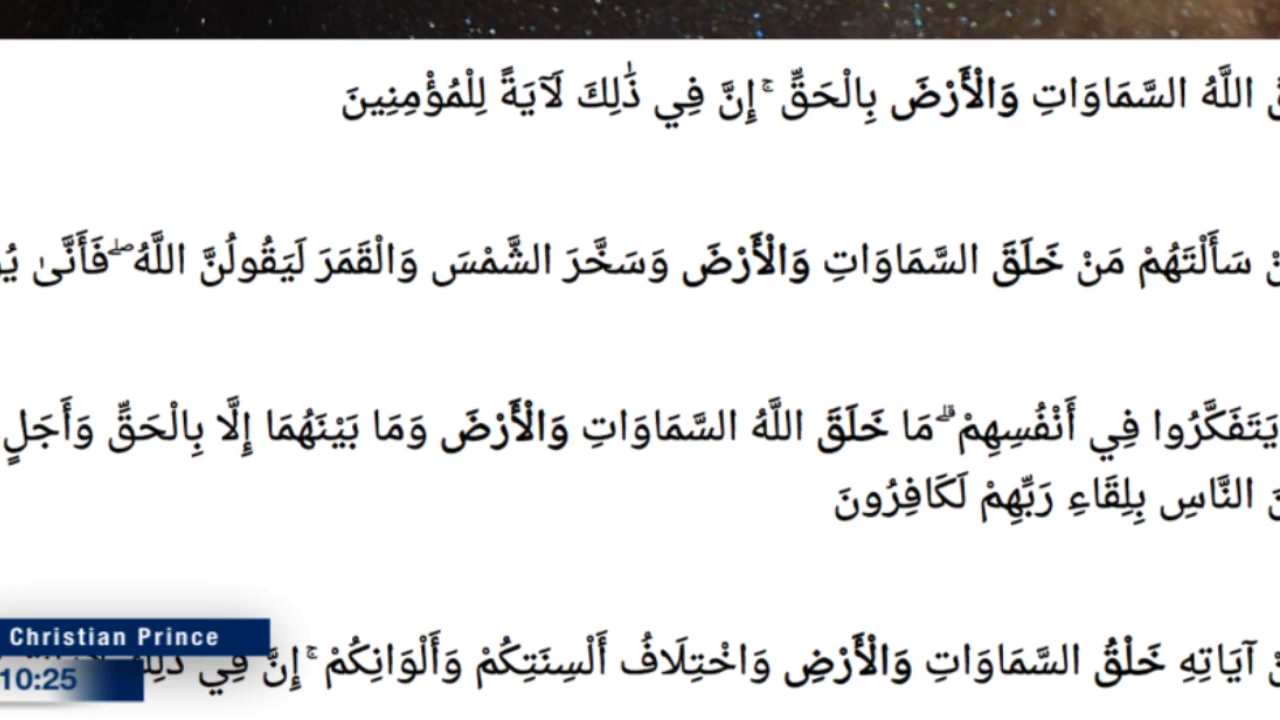 اللَّهُ السَّمَاوَاتِ وَالْأَرْضَ بِالْحَقِّ ۚ إِنَّ فِي ذَٰلِكَ لَآيَةً لِلْمُؤْمِنِينَ
سَأَلْتَهُمْ مَنْ خَلَقَ السَّمَاوَاتِ وَالْأَرْضَ وَسَخَّرَ الشَّمْسَ وَالْقَمَرَ لَيَقُولُنَّ اللَّهُ ۖ فَأَنَّىٰ
يَتَفَكَّرُوا فِي أَنْفُسِهِمْ ۗ مَا خَلَقَ اللَّهُ السَّمَاوَاتِ وَالْأَرْضَ وَمَا بَيْنَهُمَا إِلَّا بِالْحَقِّ وَأَجَلٍ
النَّاسِ بِلِقَاءِ رَبِّهِمْ لَكَافِرُونَ
آيَاتِهِ خَلْقُ السَّمَاوَاتِ وَالْأَرْضِ وَاخْتِلَافُ أَلْسِنَتِكُمْ وَأَلْوَانِكُمْ ۚ إِنَّ فِي ذَٰلِكَ
Christian Prince
10:25